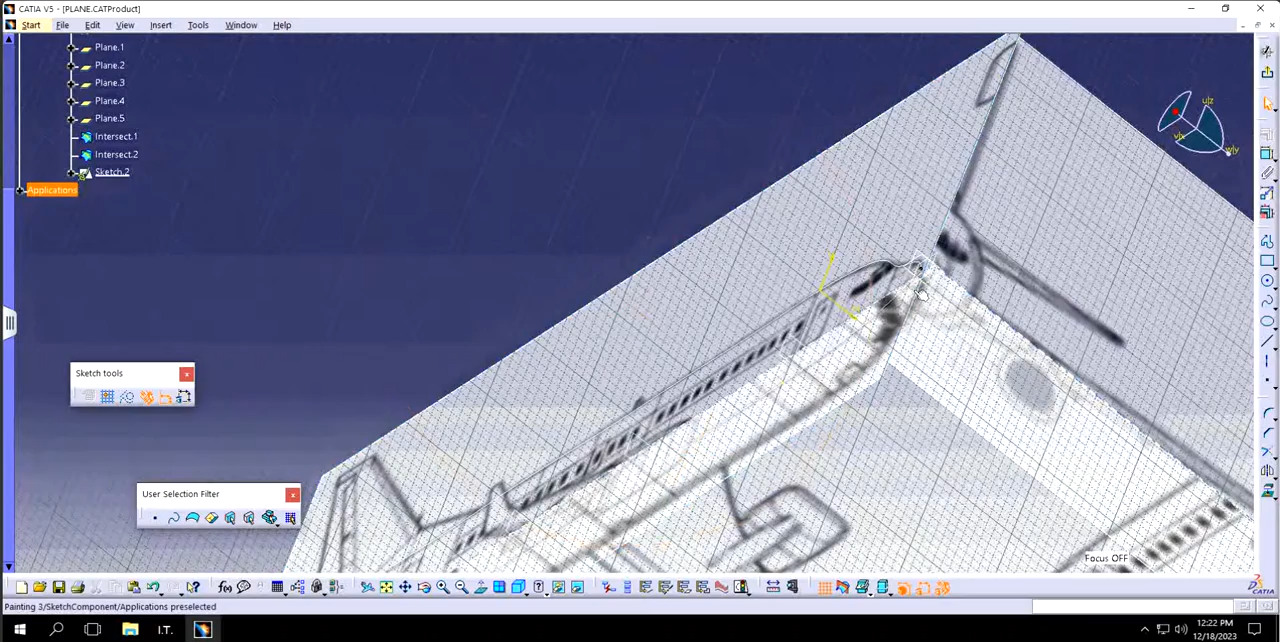 CATIA V5 - [PLANE.CATProduct]
Start File Edit View Insert Tools Window Help
Plane.1
Plane.2
Plane.3
Plane.4
Plane.5
Intersect.1
Intersect.2
Sketch.2
Applications
Sketch tools
User Selection Filter
Focus OFF
f(x)
CATIA
Painting 3/SketchComponent/Applications preselected
I.T.
12:22 PM
12/18/2023